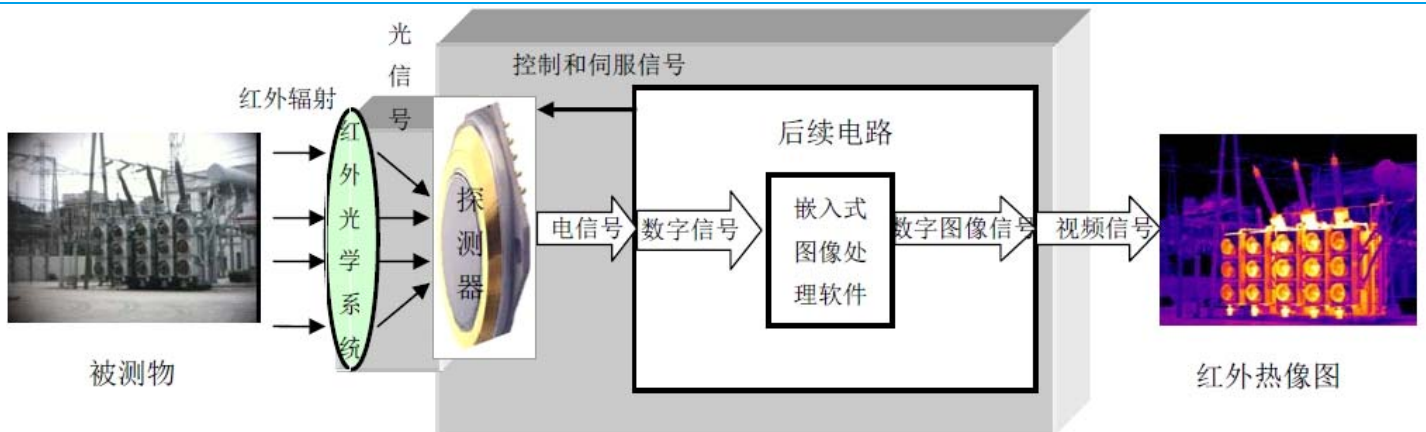 光信号
控制和伺服信号
红外辐射
红外光学系统
探测器
后续电路
电信号
数字信号
嵌入式
图像处
理软件
数字图像信号
视频信号
被测物
红外热像图